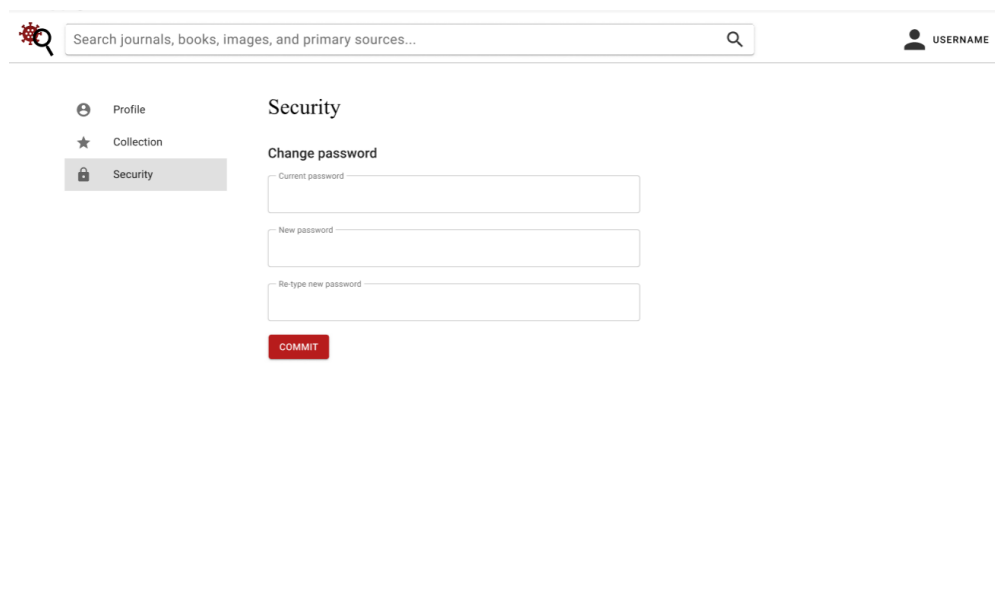 Search journals, books, images, and primary sources...
USERNAME
Profile
Collection
Security
Security
Change password
Current password
New password
Re-type new password
COMMIT